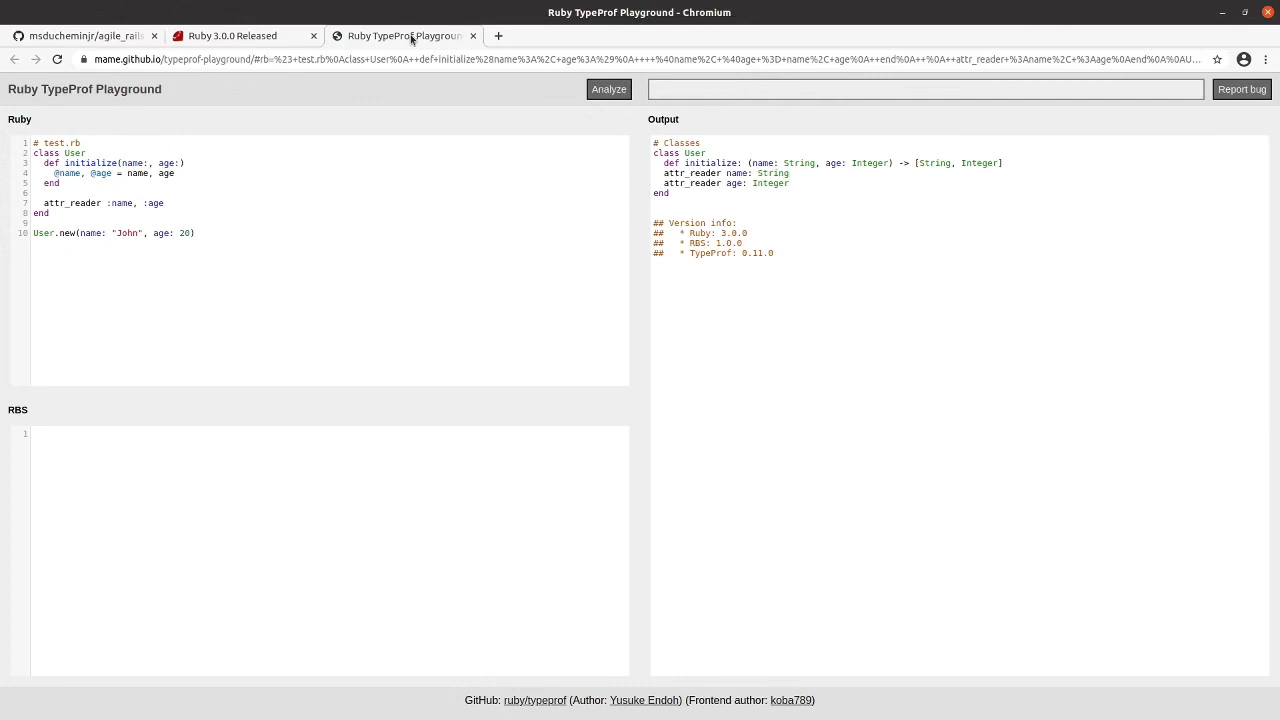 Ruby TypeProf Playground - Chromium
msducheminjr/agile_rails
Ruby 3.0.0 Released
Ruby TypeProf Playground
mame.github.io/typeprof-playground/#rb=%23+test.rb%0Aclass+User%0A++def+initialize%28name%3A%2C+age%3A%29%0A++++%40name%2C+%40age+%3D+name%2C+age%0A++end%0A++%0A++attr_reader+%3Aname%2C+%3Aage%0Aend%0A%0AU...
Ruby TypeProf Playground
Analyze
Report bug
Ruby
1 # test.rb
2 class User
3 def initialize(name:, age:)
4 @name, @age = name, age
5 end
6
7 attr_reader :name, :age
8 end
9
10 User.new(name: "John", age: 20)
RBS
1
Output
# Classes
class User
def initialize: (name: String, age: Integer) -> [String, Integer]
attr_reader name: String
attr_reader age: Integer
end
## Version info:
## * Ruby: 3.0.0
## * RBS: 1.0.0
## * TypeProf: 0.11.0
GitHub: ruby/typeprof (Author: Yusuke Endoh) (Frontend author: koba789)